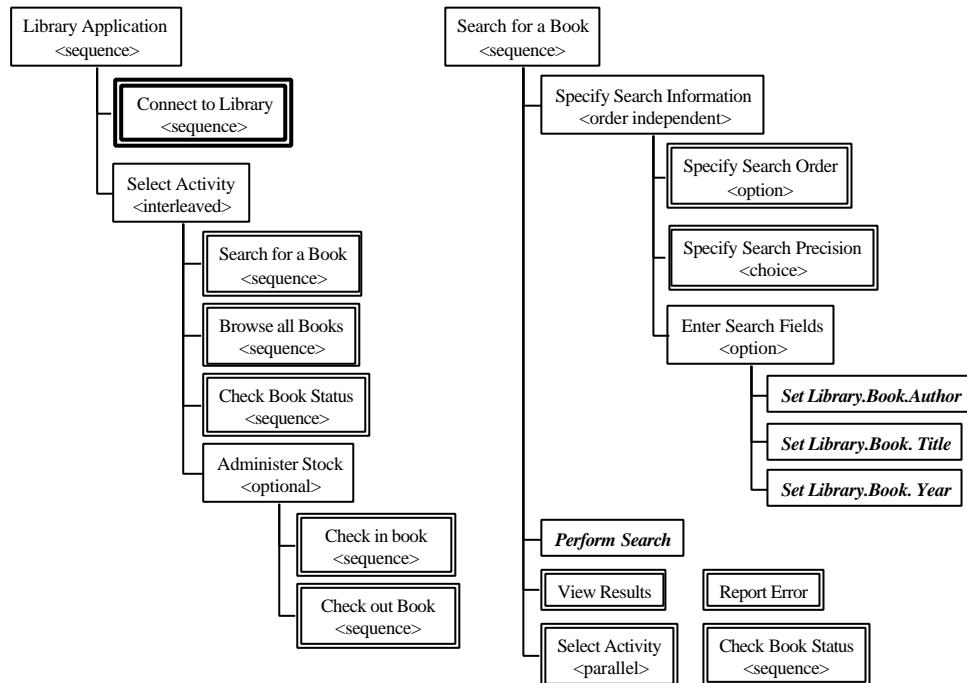 Library Application
<sequence>
Connect to Library
<sequence>
Select Activity
<interleaved>
Search for a Book
<sequence>
Browse all Books
<sequence>
Check Book Status
<sequence>
Administer Stock
<optional>
Check in book
<sequence>
Check out Book
<sequence>
Search for a Book
<sequence>
Specify Search Information
<order independent>
Specify Search Order
<option>
Specify Search Precision
<choice>
Enter Search Fields
<option>
Set Library.Book.Author
Set Library.Book. Title
Set Library.Book. Year
Perform Search
View Results
Report Error
Select Activity
<parallel>
Check Book Status
<sequence>